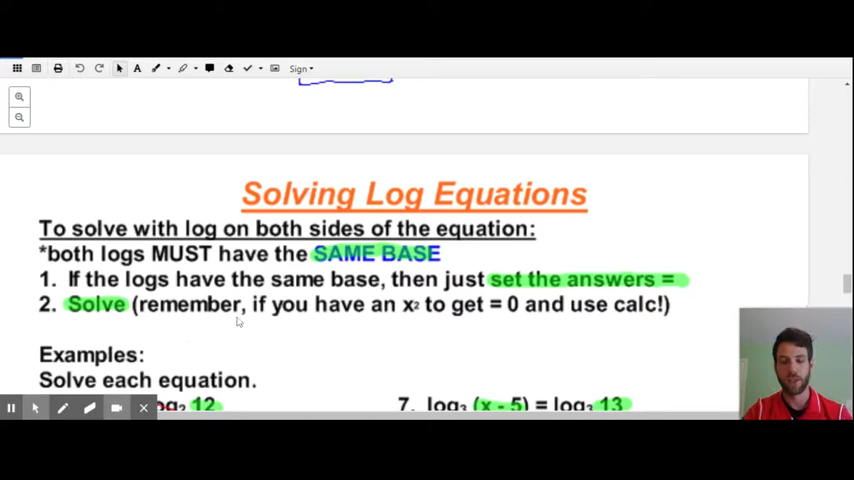 Sign
Solving Log Equations
To solve with log on both sides of the equation:
*both logs MUST have the SAME BASE
1. If the logs have the same base, then just set the answers =
2. Solve (remember, if you have an x² to get = 0 and use calc!)
Examples:
Solve each equation.
12
7. log₃ (x - 5) = log₃ 13